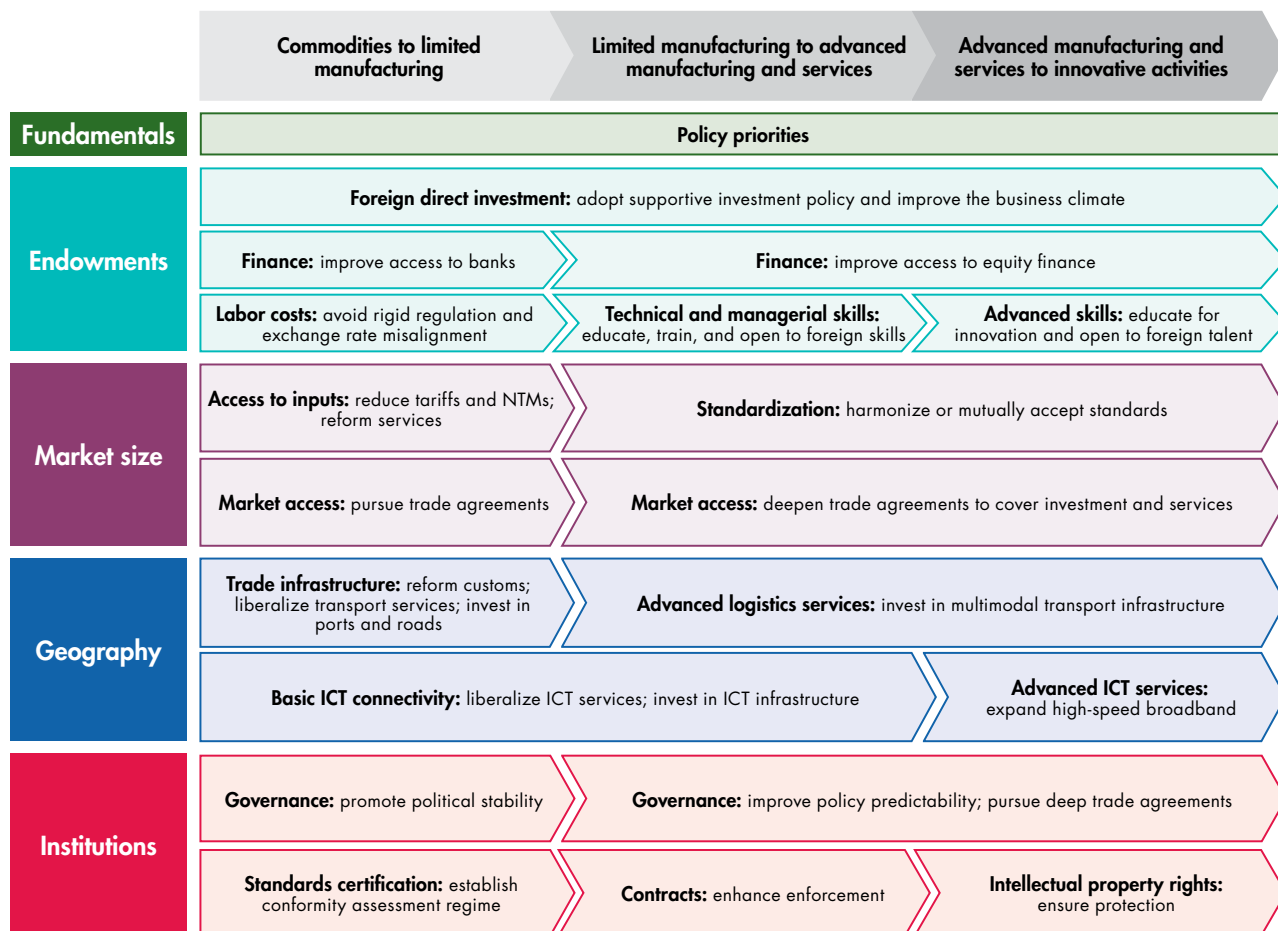 Commodities to limited
manufacturing
Limited manufacturing to advanced
manufacturing and services
Advanced manufacturing and
services to innovative activities
Fundamentals
Policy priorities
Endowments
Foreign direct investment: adopt supportive investment policy and improve the business climate
Finance: improve access to banks
Finance: improve access to equity finance
Labor costs: avoid rigid regulation and
exchange rate misalignment
Technical and managerial skills:
educate, train, and open to foreign skills
Advanced skills: educate for
innovation and open to foreign talent
Market size
Access to inputs: reduce tariffs and NTMs;
reform services
Standardization: harmonize or mutually accept standards
Market access: pursue trade agreements
Market access: deepen trade agreements to cover investment and services
Geography
Trade infrastructure: reform customs;
liberalize transport services; invest in
ports and roads
Advanced logistics services: invest in multimodal transport infrastructure
Basic ICT connectivity: liberalize ICT services; invest in ICT infrastructure
Advanced ICT services:
expand high-speed broadband
Institutions
Governance: promote political stability
Governance: improve policy predictability; pursue deep trade agreements
Standards certification: establish
conformity assessment regime
Contracts: enhance enforcement
Intellectual property rights:
ensure protection